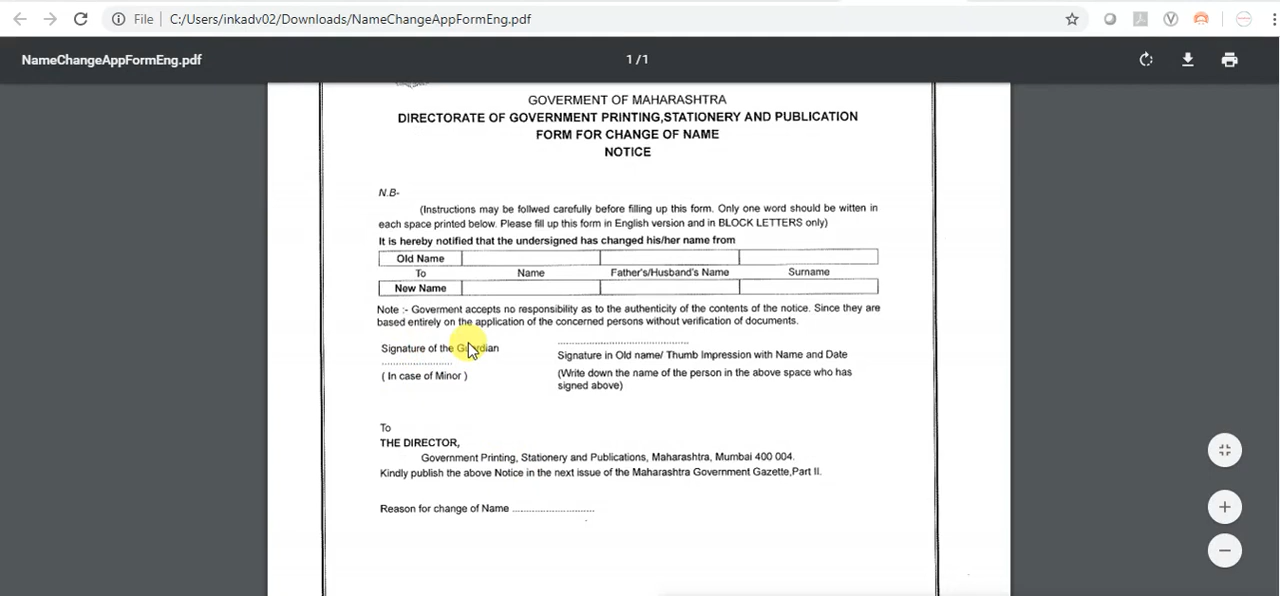 File
C:/Users/inkadv02/Downloads/NameChangeAppFormEng.pdf
NameChangeAppFormEng.pdf
1 / 1
GOVERMENT OF MAHARASHTRA
DIRECTORATE OF GOVERNMENT PRINTING,STATIONERY AND PUBLICATION
FORM FOR CHANGE OF NAME
NOTICE
N.B-
(Instructions may be follwed carefully before filling up this form. Only one word should be witten in
each space printed below. Please fill up this form in English version and in BLOCK LETTERS only)
It is hereby notified that the undersigned has changed his/her name from
Old Name
To Name Father's/Husband's Name Surname
New Name
Note :- Goverment accepts no responsibility as to the authenticity of the contents of the notice. Since they are
based entirely on the application of the concerned persons without verification of documents.
Signature of the Guardian
Signature in Old name/ Thumb Impression with Name and Date
( In case of Minor )
(Write down the name of the person in the above space who has
signed above)
To
THE DIRECTOR,
Government Printing, Stationery and Publications, Maharashtra, Mumbai 400 004.
Kindly publish the above Notice in the next issue of the Maharashtra Government Gazette,Part II.
Reason for change of Name ........................